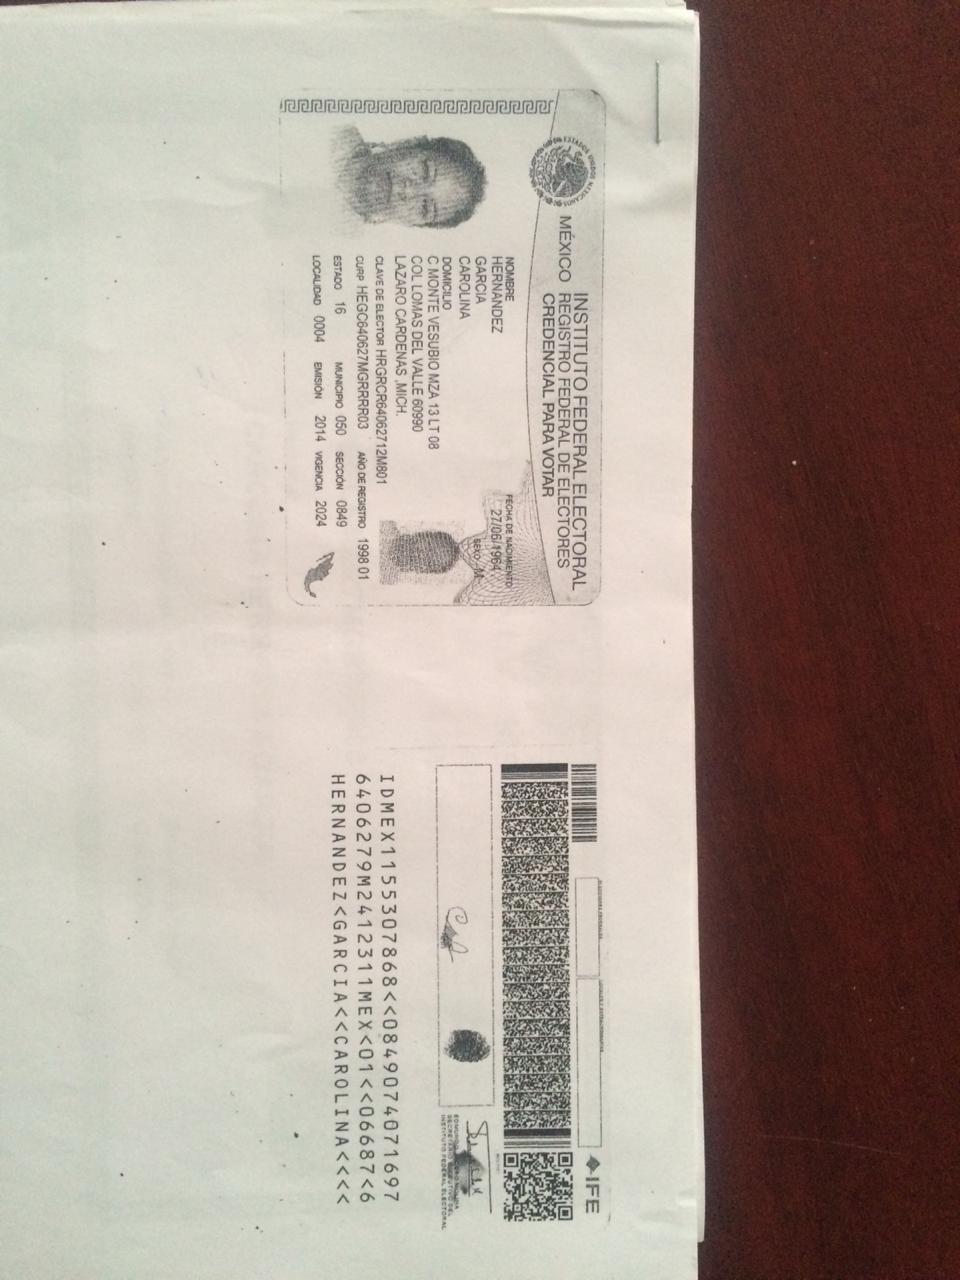 ESTADOS UNIDOS MEXICANOS
MÉXICO
INSTITUTO FEDERAL ELECTORAL
REGISTRO FEDERAL DE ELECTORES
CREDENCIAL PARA VOTAR
NOMBRE
HERNANDEZ
GARCIA
CAROLINA
FECHA DE NACIMIENTO
27/06/1964
SEXO M
DOMICILIO
C MONTE VESUBIO MZA 13 LT 08
COL LOMAS DEL VALLE 60990
LAZARO CARDENAS ,MICH.
CLAVE DE ELECTOR HRGRCR64062712M801
CURP HEGC640627MGRRRR03 AÑO DE REGISTRO 1998 01
ESTADO 16 MUNICIPIO 050 SECCIÓN 0849
LOCALIDAD 0004 EMISIÓN 2014 VIGENCIA 2024
ELECCIONES FEDERALES LOCALES Y EXTRAORDINARIAS
IFE
EDMUNDO JACOBO MOLINA
SECRETARIO EJECUTIVO DEL
INSTITUTO FEDERAL ELECTORAL
IDMEX1155307868<<0849074071697
6406279M2412311MEX<01<<06687<6
HERNANDEZ<GARCIA<<CAROLINA<<<<